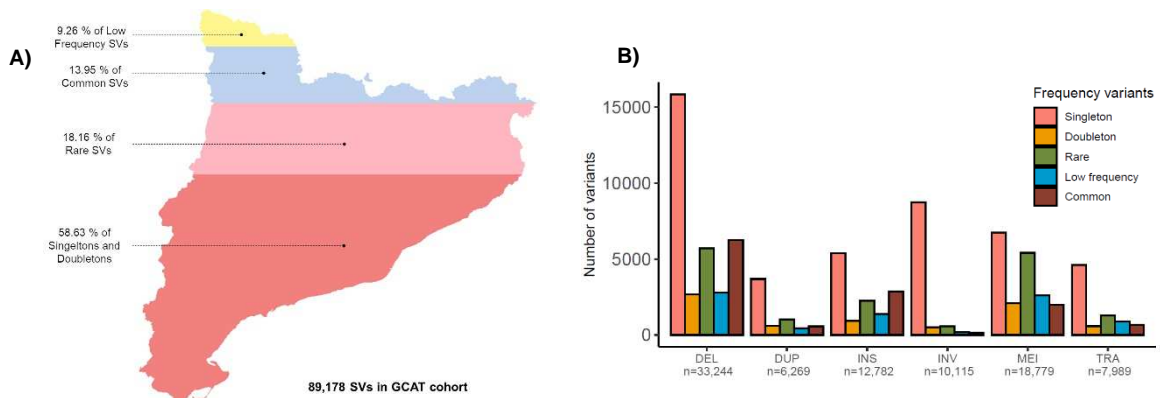 A)
9.26 % of Low
Frequency SVs
13.95 % of
Common SVs
18.16 % of
Rare SVs
58.63 % of
Singeltons and
Doubletons
89,178 SVs in GCAT cohort
B)
Number of variants
15000
10000
5000
0
Frequency variants
Singleton
Doubleton
Rare
Low frequency
Common
DEL
n=33,244
DUP
n=6,269
INS
n=12,782
INV
n=10,115
MEI
n=18,779
TRA
n=7,989